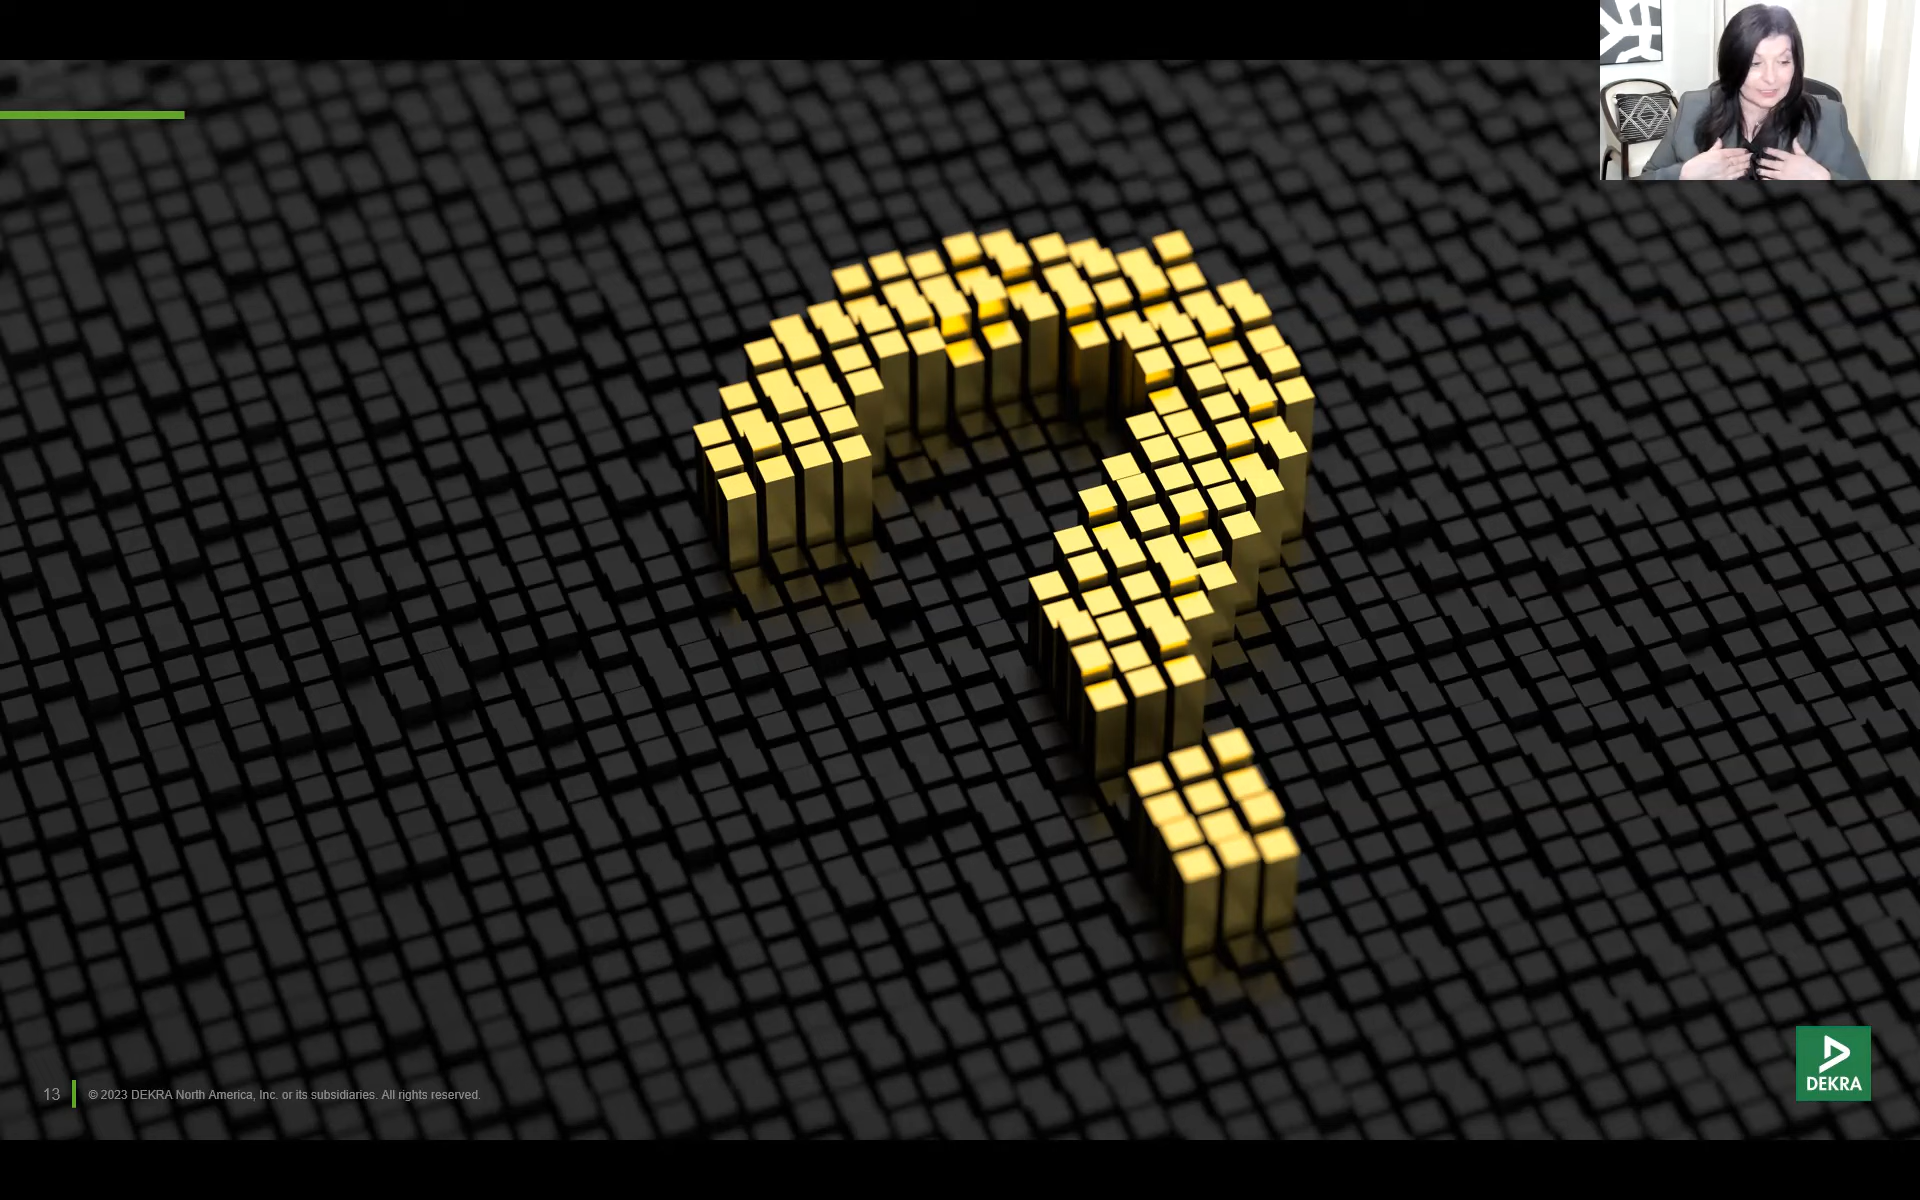 13
© 2023 DEKRA North America, Inc. or its subsidiaries. All rights reserved.
DEKRA